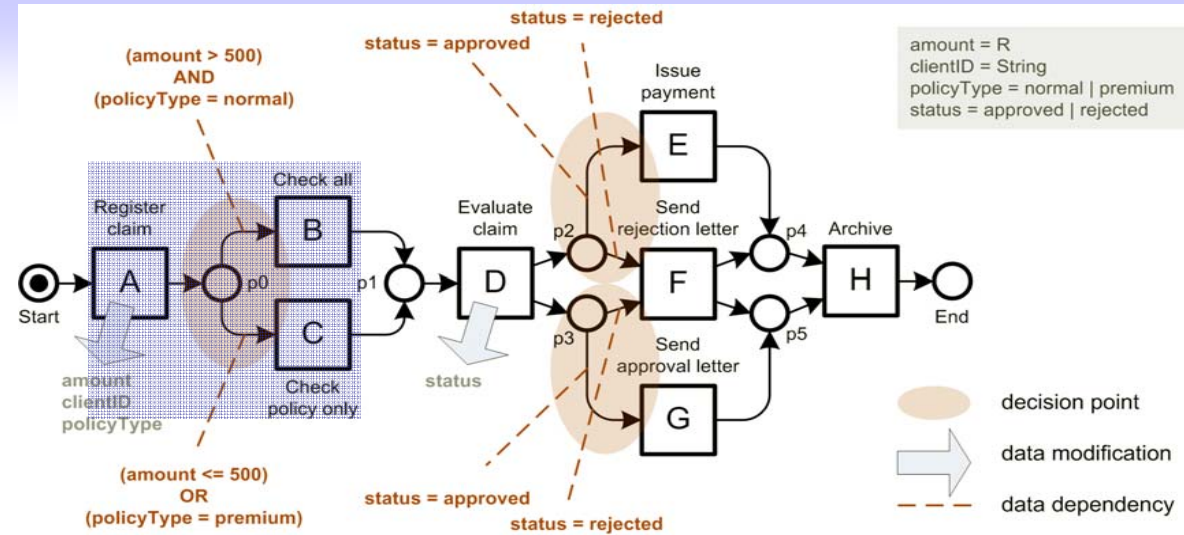 status = rejected
status = approved
(amount > 500)
AND
(policyType = normal)
amount = R
clientID = String
policyType = normal | premium
status = approved | rejected
Issue
payment
E
Check all
B
Register
claim
A
Start
p0
C
Check
policy only
p1
Evaluate
claim
D
p2
Send
rejection letter
F
p3
Send
approval letter
G
p4
p5
Archive
H
End
amount
clientID
policyType
status
(amount <= 500)
OR
(policyType = premium)
status = approved
status = rejected
decision point
data modification
data dependency